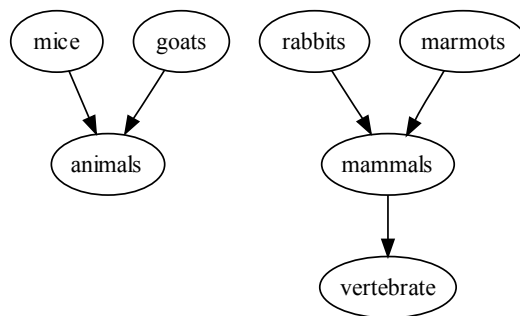 mice
goats
rabbits
marmots
animals
mammals
vertebrate